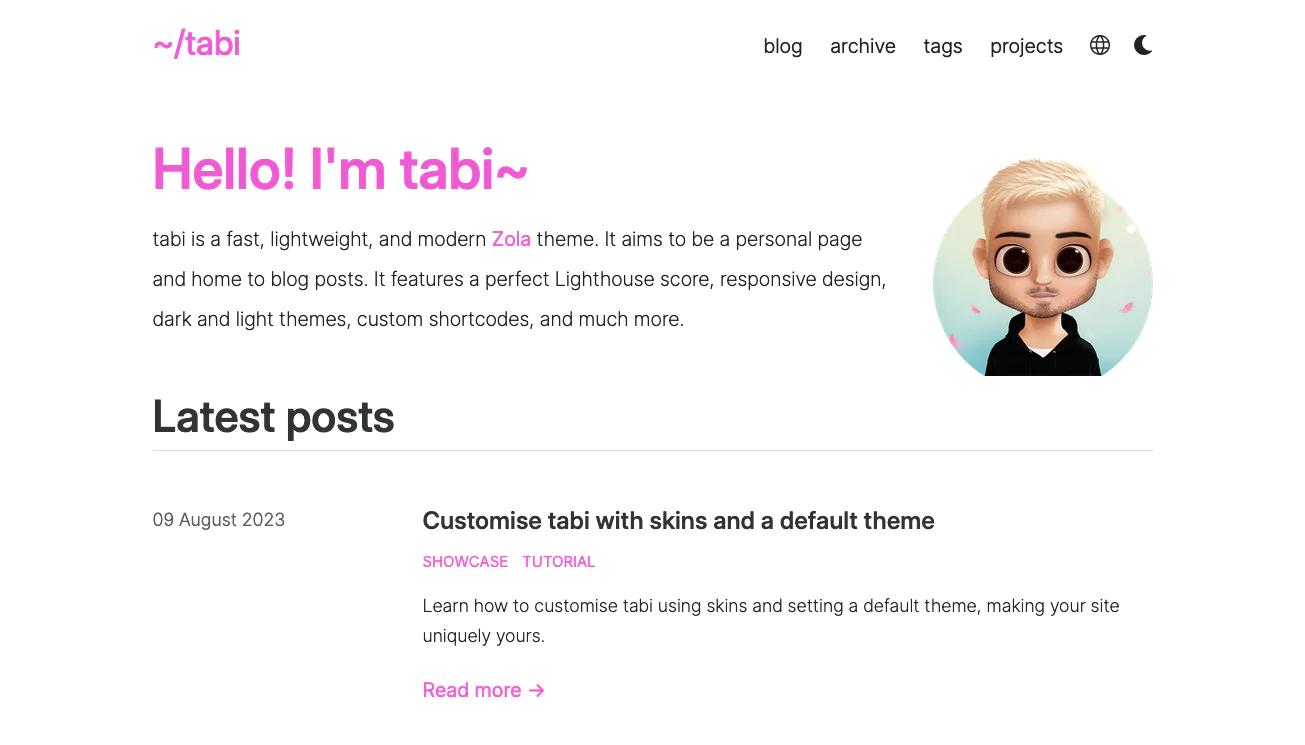 ~/tabi
blog archive tags projects
Hello! I'm tabi~
tabi is a fast, lightweight, and modern Zola theme. It aims to be a personal page
and home to blog posts. It features a perfect Lighthouse score, responsive design,
dark and light themes, custom shortcodes, and much more.
Latest posts
09 August 2023
Customise tabi with skins and a default theme
SHOWCASE TUTORIAL
Learn how to customise tabi using skins and setting a default theme, making your site
uniquely yours.
Read more →